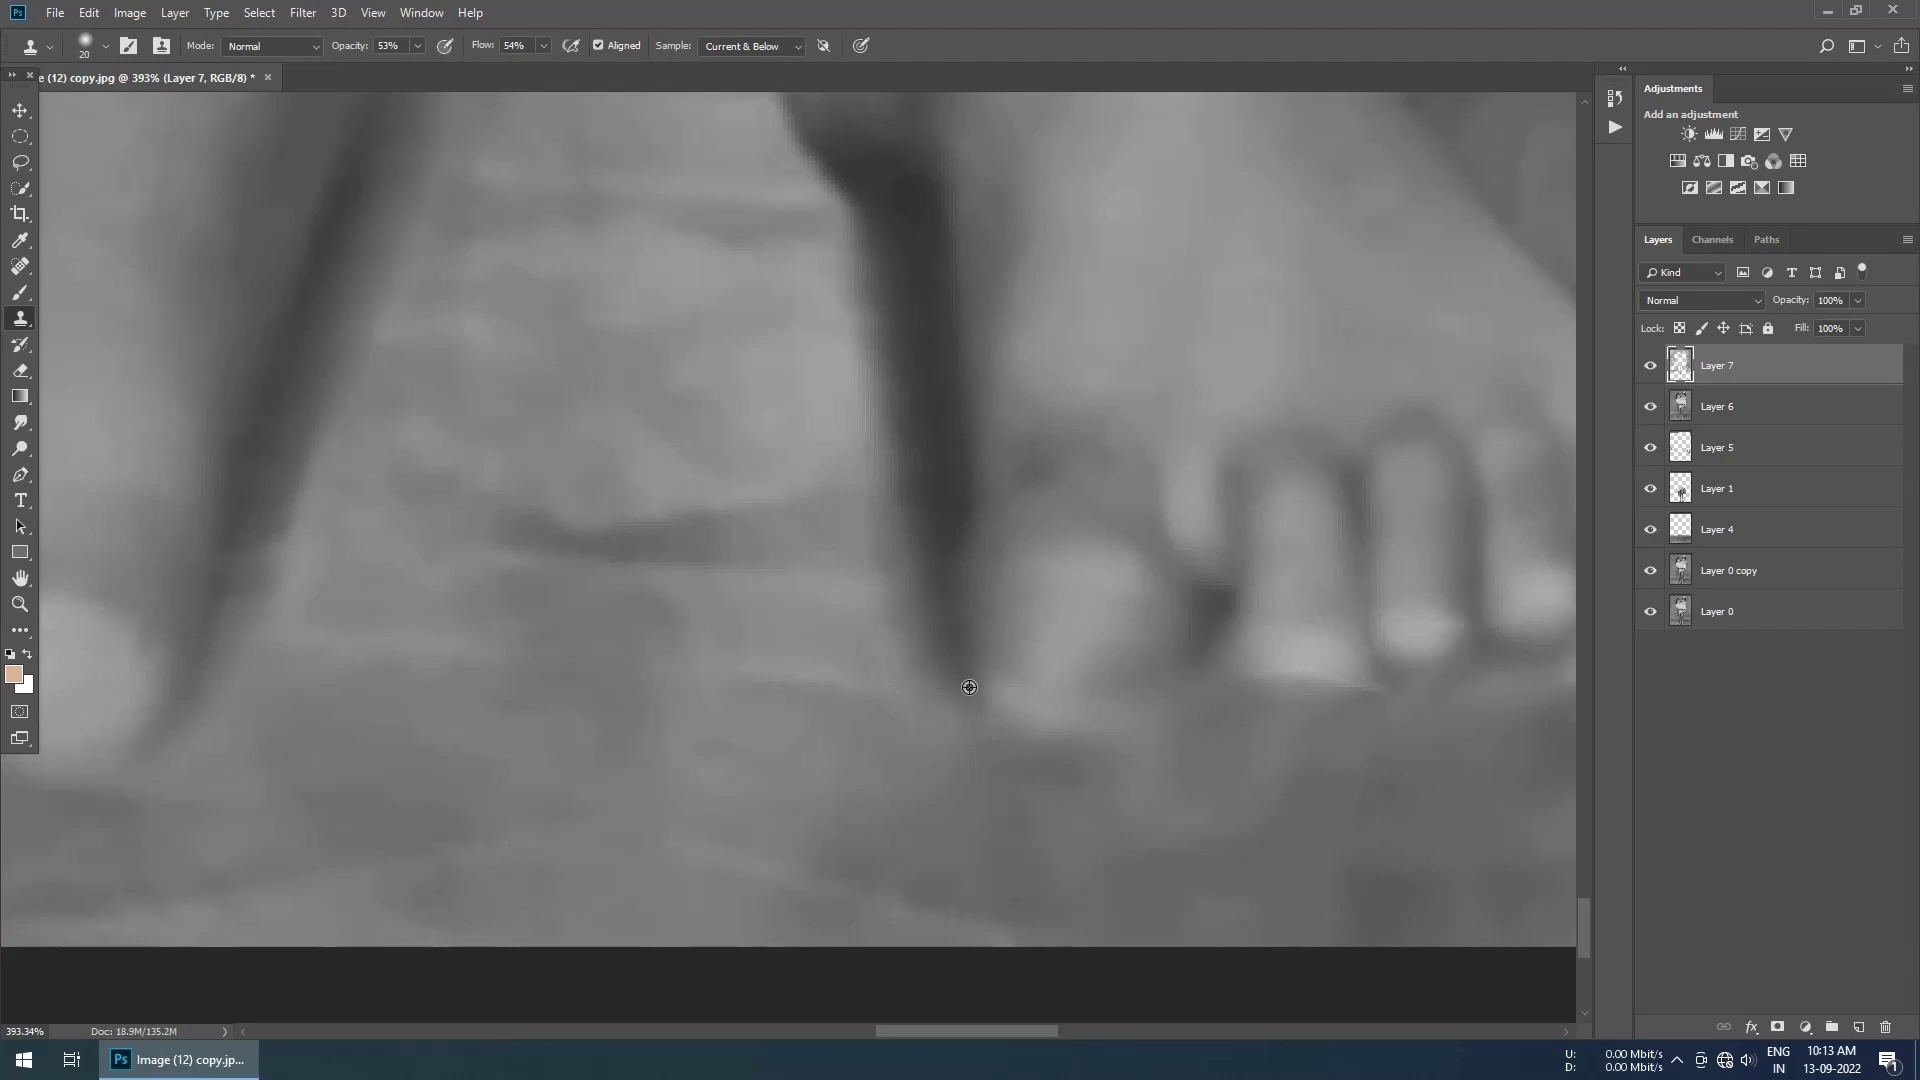 Ps File Edit Image Layer Type Select Filter 3D View Window Help
20 Mode: Normal Opacity: 53% Flow: 54% Aligned Sample: Current & Below
e (12) copy.jpg @ 393% (Layer 7, RGB/8) *
Adjustments
Add an adjustment
Layers Channels Paths
Kind
Normal Opacity: 100%
Lock: Fill: 100%
Layer 7
Layer 6
Layer 5
Layer 1
Layer 4
Layer 0 copy
Layer 0
393.34% Doc: 18.9M/135.2M
Ps Image (12) copy.jp...
U: 0.00 Mbit/s
D: 0.00 Mbit/s
ENG
IN
10:13 AM
13-09-2022
1